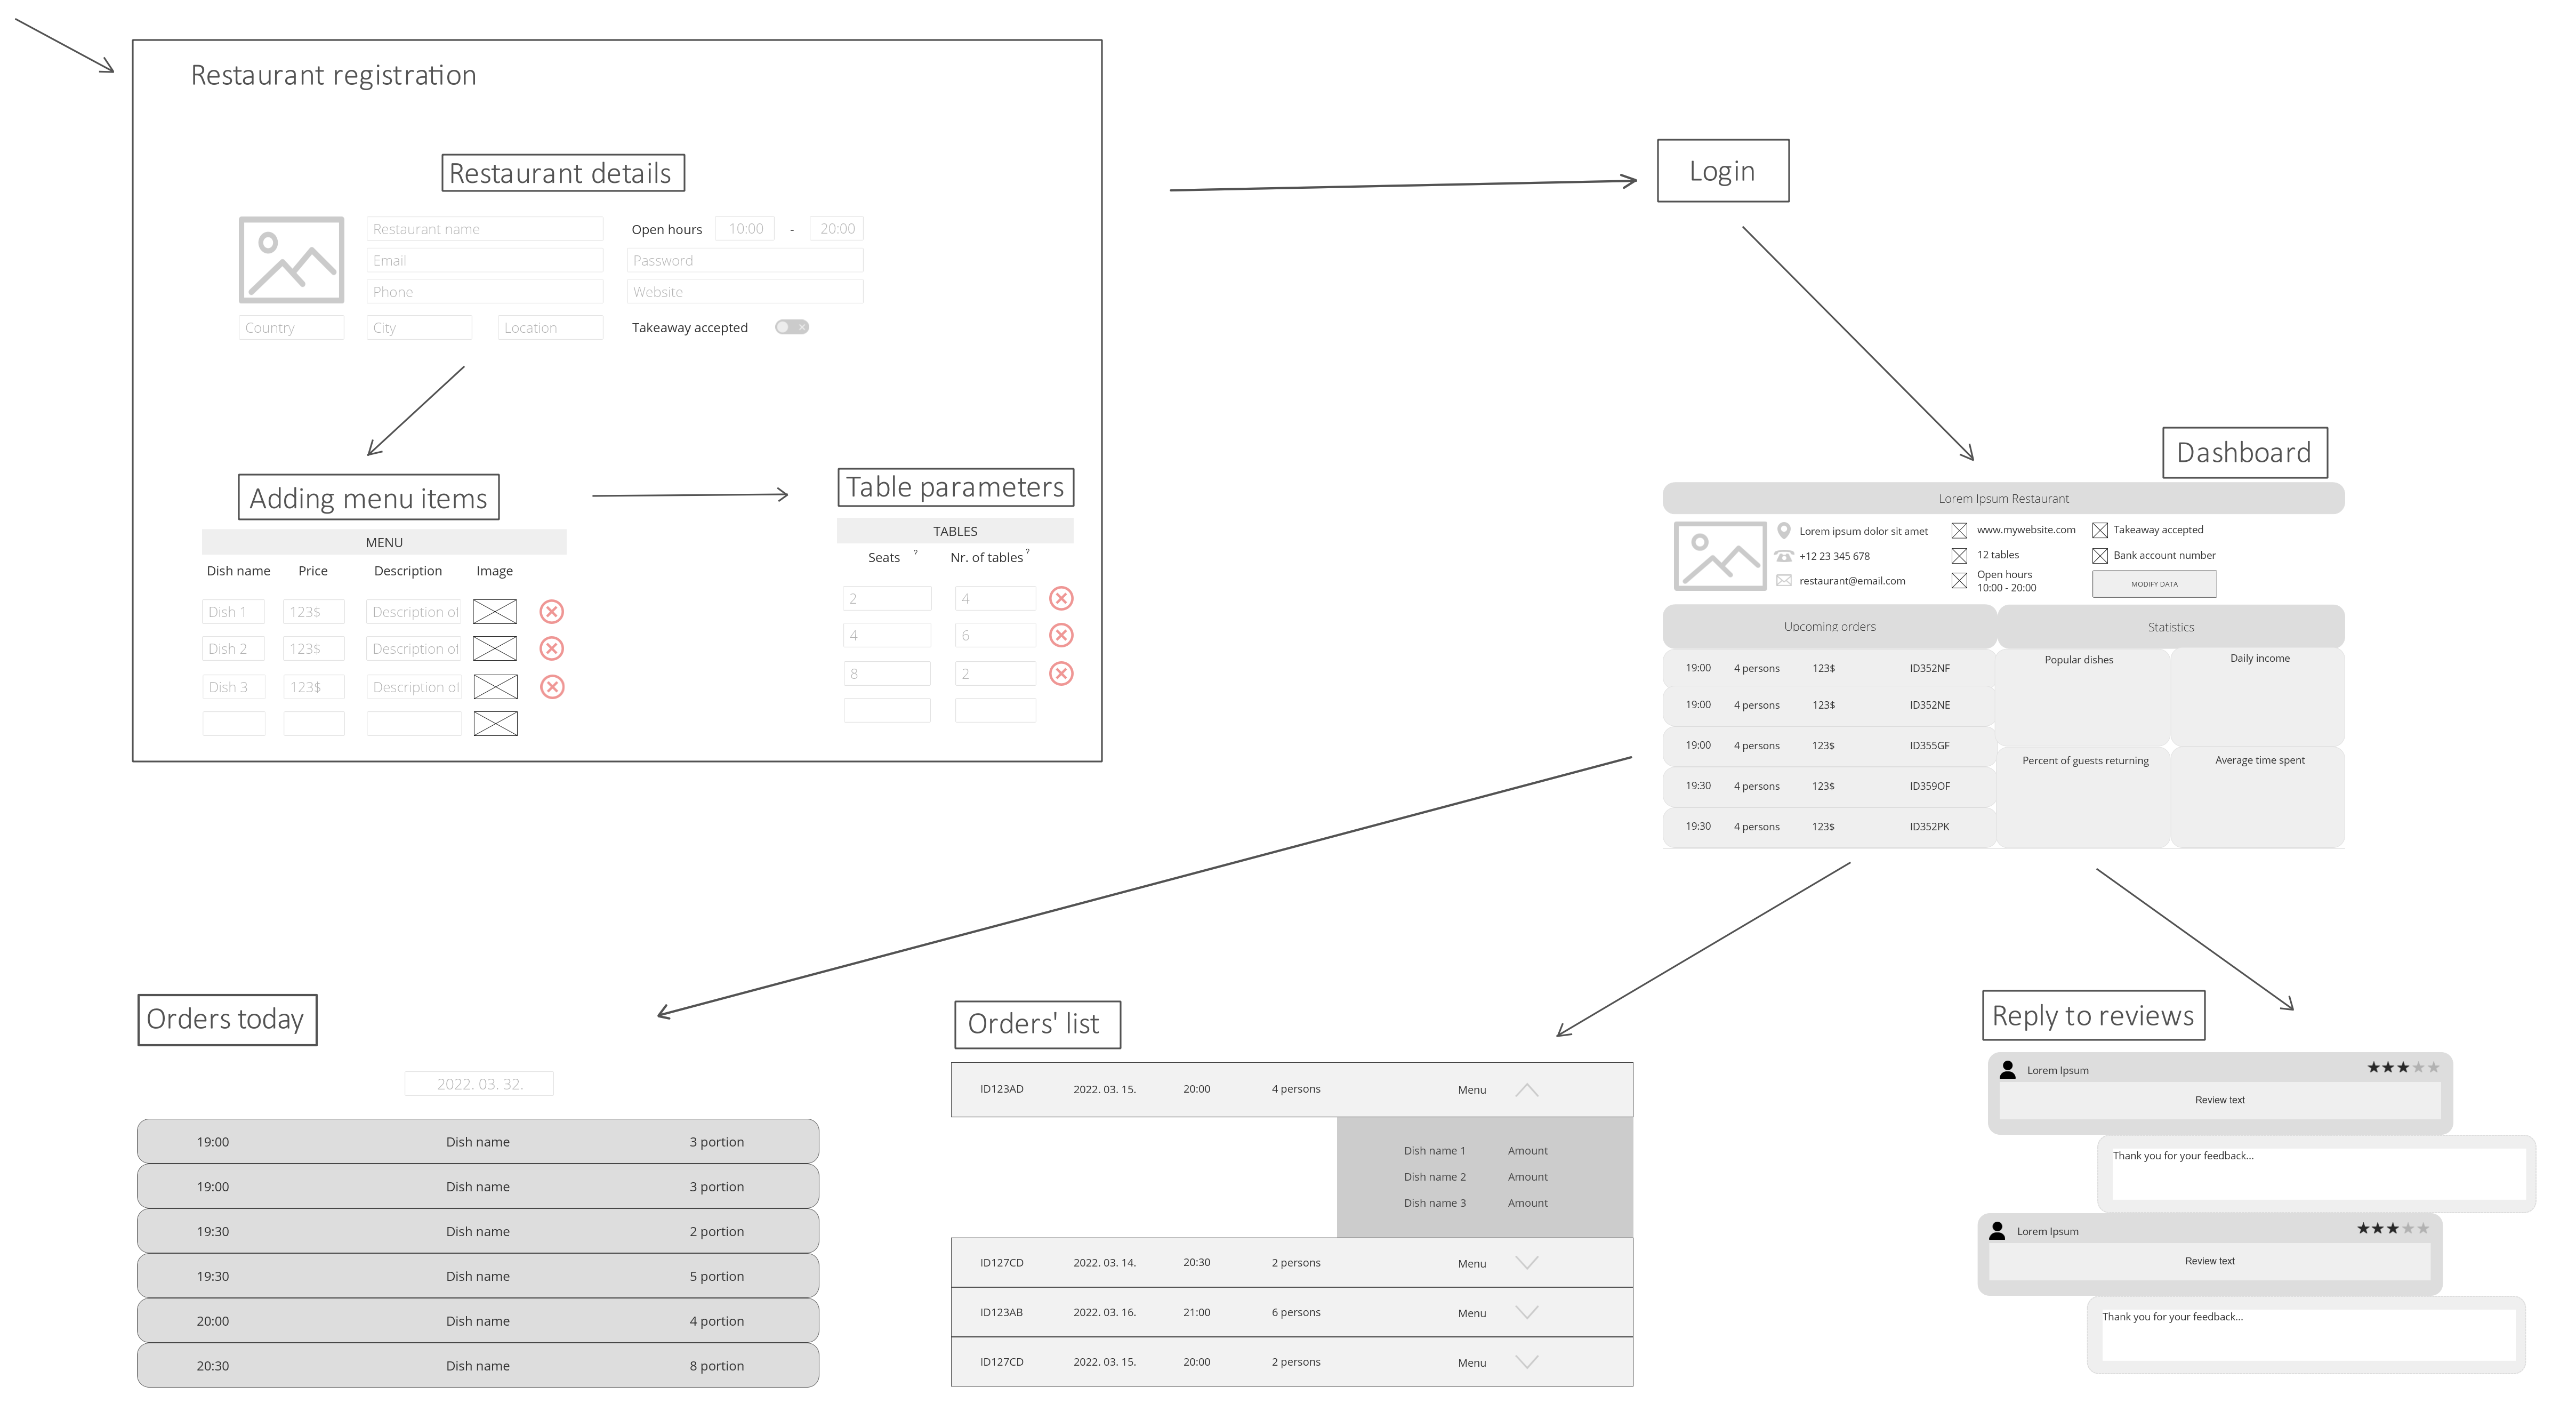 Restaurant registration
Restaurant details
Restaurant name
Open hours 10:00 - 20:00
Email
Password
Phone
Website
Country
City
Location
Takeaway accepted
Adding menu items
MENU
Dish name Price Description Image
Dish 1 123$ Description of
Dish 2 123$ Description of
Dish 3 123$ Description of
Table parameters
TABLES
Seats ? Nr. of tables ?
2 4
4 6
8 2
Login
Dashboard
Lorem Ipsum Restaurant
Lorem ipsum dolor sit amet
+12 23 345 678
restaurant@email.com
www.mywebsite.com
12 tables
Open hours
10:00 - 20:00
Takeaway accepted
Bank account number
MODIFY DATA
Upcoming orders
19:00 4 persons 123$ ID352NF
19:00 4 persons 123$ ID352NE
19:00 4 persons 123$ ID355GF
19:30 4 persons 123$ ID359OF
19:30 4 persons 123$ ID352PK
Statistics
Popular dishes
Daily income
Percent of guests returning
Average time spent
Orders today
2022. 03. 32.
19:00 Dish name 3 portion
19:00 Dish name 3 portion
19:30 Dish name 2 portion
19:30 Dish name 5 portion
20:00 Dish name 4 portion
20:30 Dish name 8 portion
Orders' list
ID123AD 2022. 03. 15. 20:00 4 persons Menu
Dish name 1 Amount
Dish name 2 Amount
Dish name 3 Amount
ID127CD 2022. 03. 14. 20:30 2 persons Menu
ID123AB 2022. 03. 16. 21:00 6 persons Menu
ID127CD 2022. 03. 15. 20:00 2 persons Menu
Reply to reviews
Lorem Ipsum
Review text
Thank you for your feedback...
Lorem Ipsum
Review text
Thank you for your feedback...